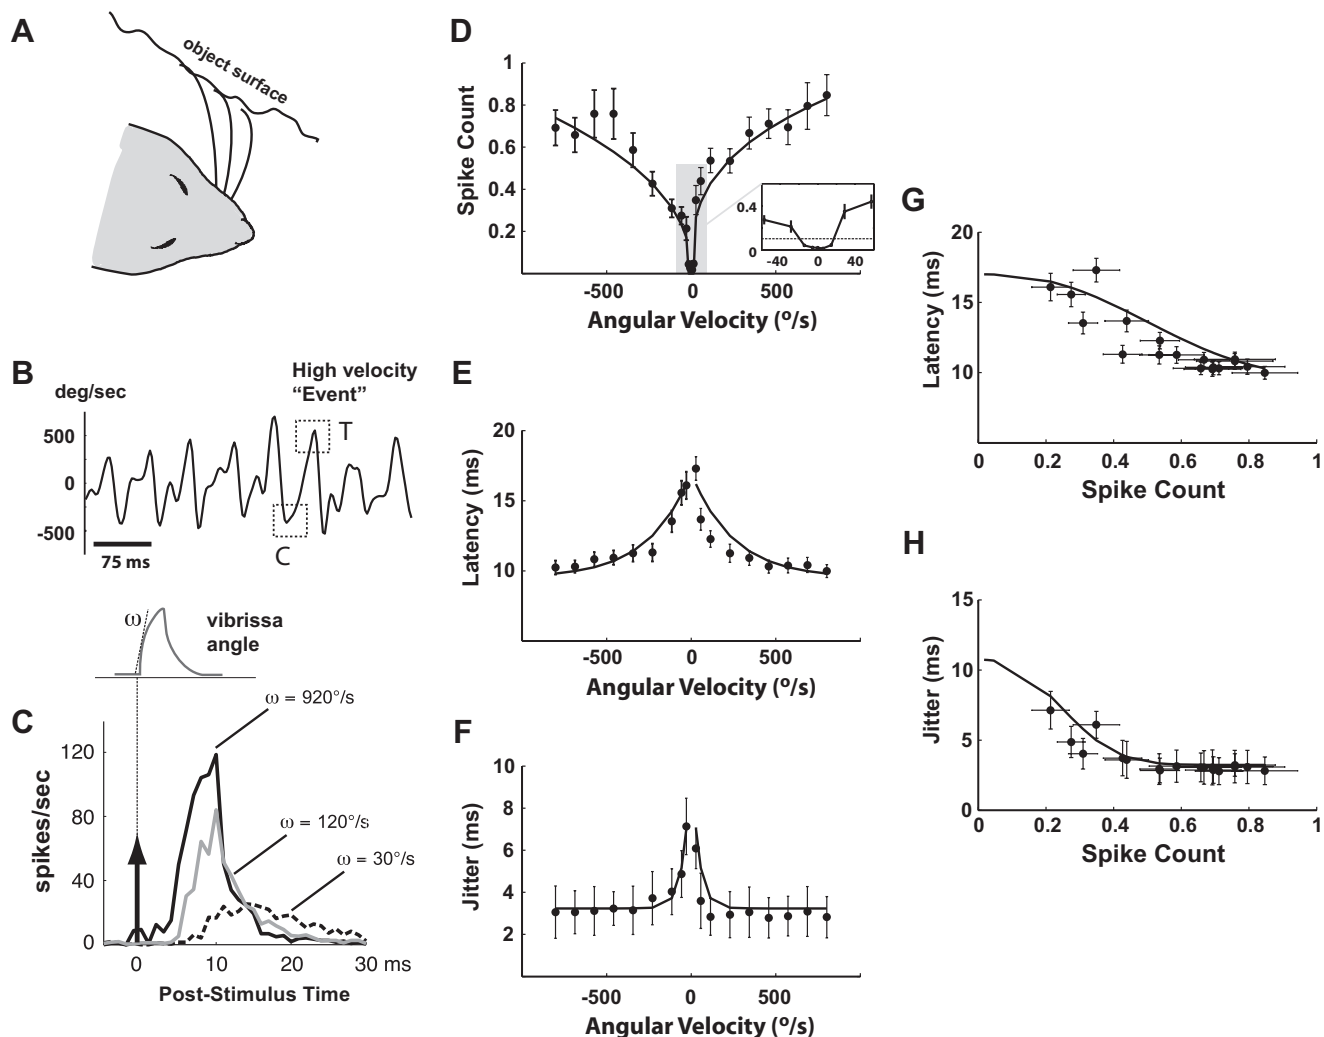 A
object surface
B
deg/sec
High velocity
“Event”
500
0
-500
T
C
75 ms
ω
vibrissa
angle
C
spikes/sec
120
80
40
0
ω = 920°/s
ω = 120°/s
ω = 30°/s
0 10 20 30 ms
Post-Stimulus Time
D
Spike Count
1
0.8
0.6
0.4
0.2
0.4
0
-40 0 40
-500 0 500
Angular Velocity (º/s)
E
Latency (ms)
20
15
10
-500 0 500
Angular Velocity (º/s)
F
Jitter (ms)
10
8
6
4
2
-500 0 500
Angular Velocity (º/s)
G
Latency (ms)
20
15
10
0 0.2 0.4 0.6 0.8 1
Spike Count
H
Jitter (ms)
15
10
5
0
0 0.2 0.4 0.6 0.8 1
Spike Count